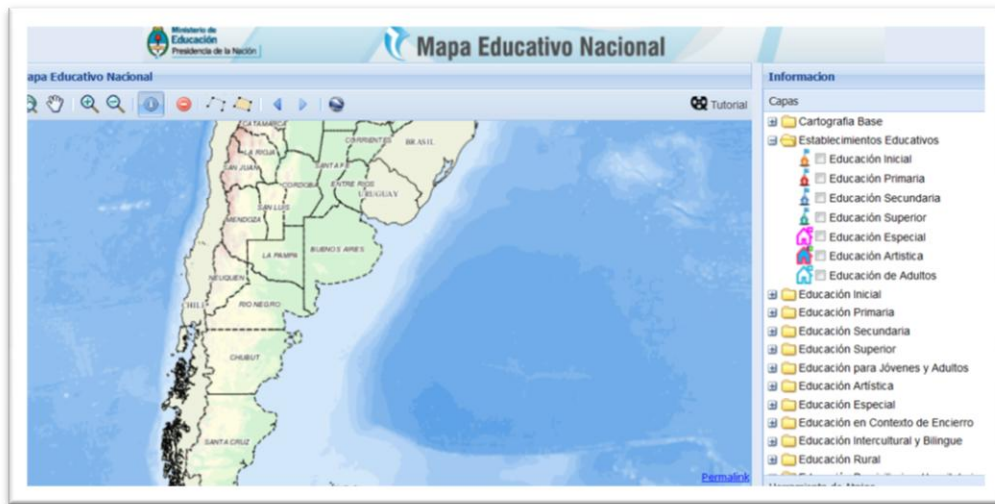 Ministerio de
Educación
Presidencia de la Nación
Mapa Educativo Nacional
apa Educativo Nacional
Informacion
Tutorial
Capas
CATAMARCA
LA RIOJA
SAN JUAN
CORRIENTES
BRASIL
SANTA F
CORDOBA
ENTRE RIOS
URUGUAY
SAN LUIS
MENDOZA
BUENOS AIRES
LA PAMPA
NEUQUEN
HIL
RIO NEGRO
CHUBUT
SANTA CRUZ
Permalink
Cartografia Base
Establecimientos Educativos
Educación Inicial
Educación Primaria
Educación Secundaria
Educación Superior
Educación Especial
Educación Artistica
Educación de Adultos
Educación Inicial
Educación Primaria
Educación Secundaria
Educación Superior
Educación para Jóvenes y Adultos
Educación Artística
Educación Especial
Educación en Contexto de Encierro
Educación Intercultural y Bilingue
Educación Rural